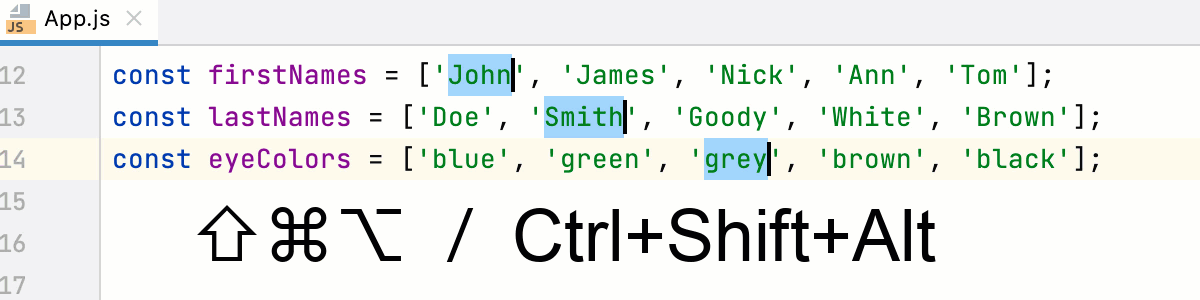 JS App.js
12 const firstNames = ['John', 'James', 'Nick', 'Ann', 'Tom'];
13 const lastNames = ['Doe', 'Smith', 'Goody', 'White', 'Brown'];
14 const eyeColors = ['blue', 'green', 'grey', 'brown', 'black'];
15
16 ⇧⌘⌥ / Ctrl+Shift+Alt
17